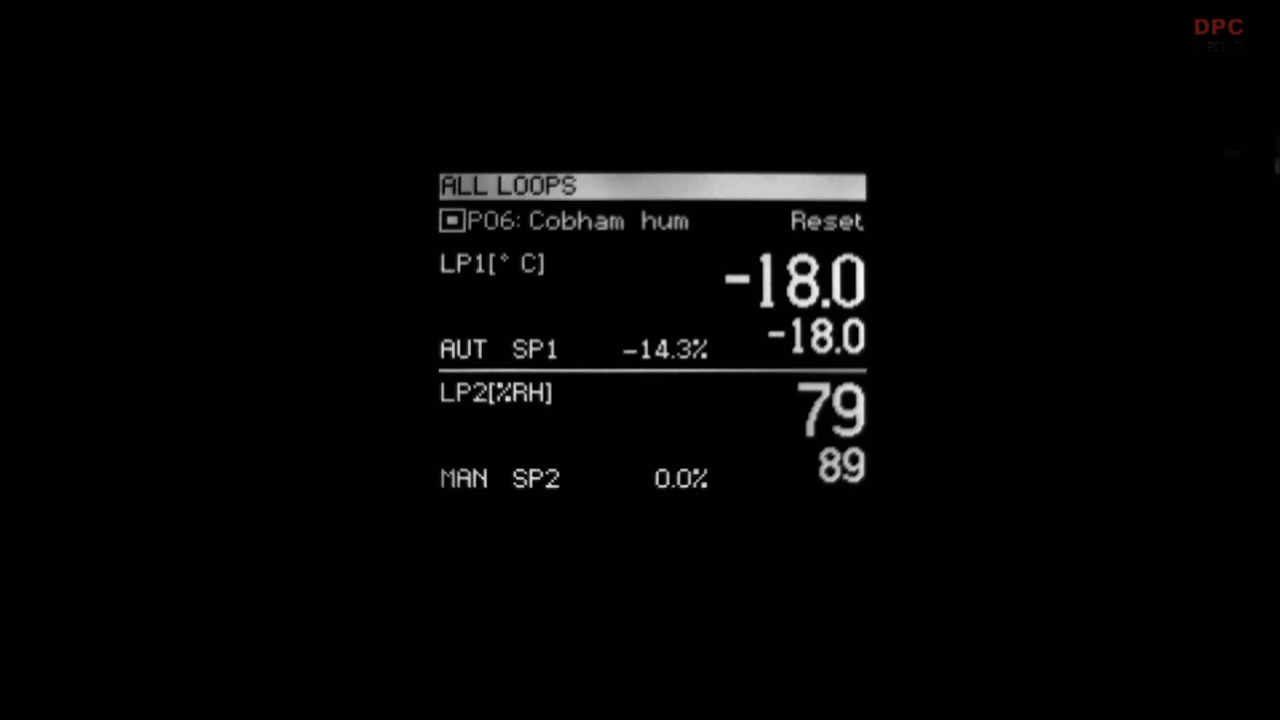 DPC
ALL LOOPS
P06: Cobham hum Reset
LP1[° C] -18.0
-18.0
AUT SP1 -14.3%
LP2[%RH] 79
89
MAN SP2 0.0%